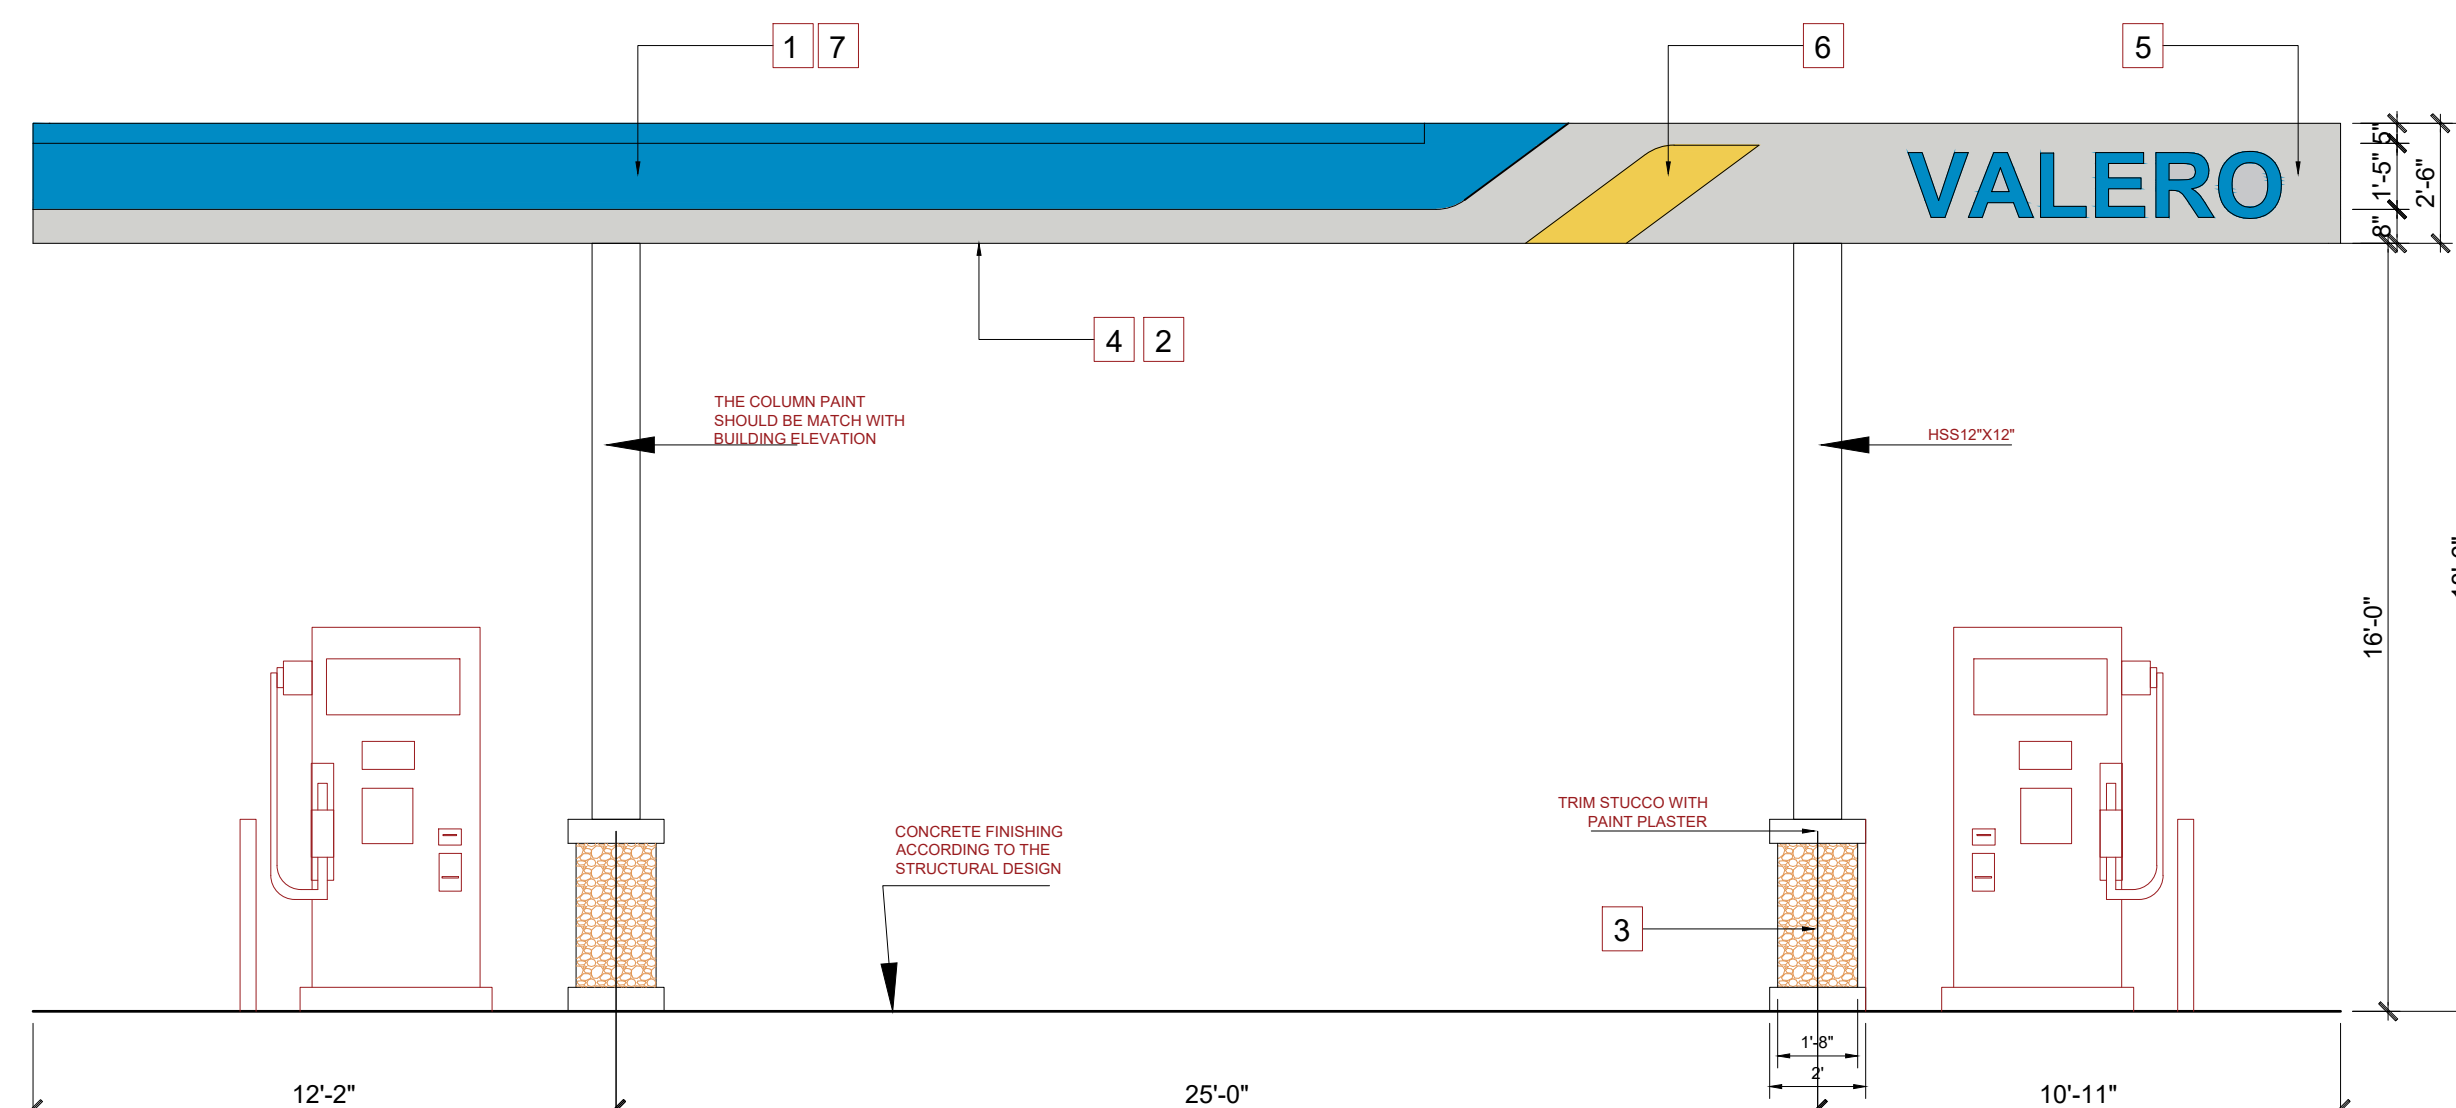 1 7
6
5
VALERO
5"
1'-5"
8"
2'-6"
4 2
THE COLUMN PAINT
SHOULD BE MATCH WITH
BUILDING ELEVATION
HSS12"X12"
16'-0"
TRIM STUCCO WITH
PAINT PLASTER
CONCRETE FINISHING
ACCORDING TO THE
STRUCTURAL DESIGN
3
1'-8"
2'
12'-2"
25'-0"
10'-11"